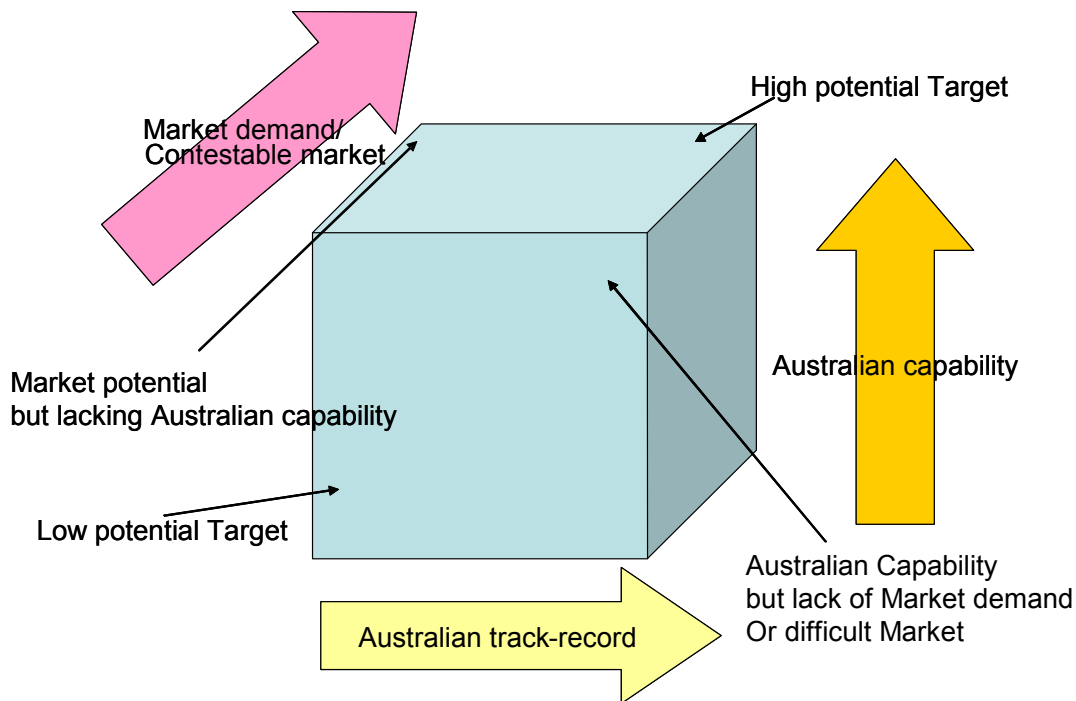 High potential Target
Market demand/
Contestable market
Market potential
but lacking Australian capability
Australian capability
Low potential Target
Australian Capability
but lack of Market demand
Or difficult Market
Australian track-record